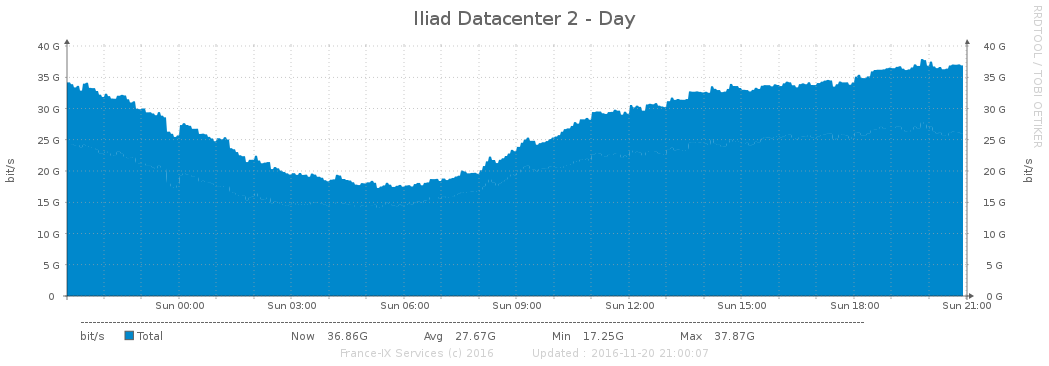 Iliad Datacenter 2 - Day
RRDTOOL / TOBI OETIKER
40 G 40 G
35 G 35 G
30 G 30 G
25 G 25 G
20 G 20 G
15 G 15 G
10 G 10 G
5 G 5 G
0 0 G
bit/s bit/s
Sun 00:00 Sun 03:00 Sun 06:00 Sun 09:00 Sun 12:00 Sun 15:00 Sun 18:00 Sun 21:00
bit/s Total Now 36.86G Avg 27.67G Min 17.25G Max 37.87G
France-IX Services (c) 2016 Updated : 2016-11-20 21:00:07